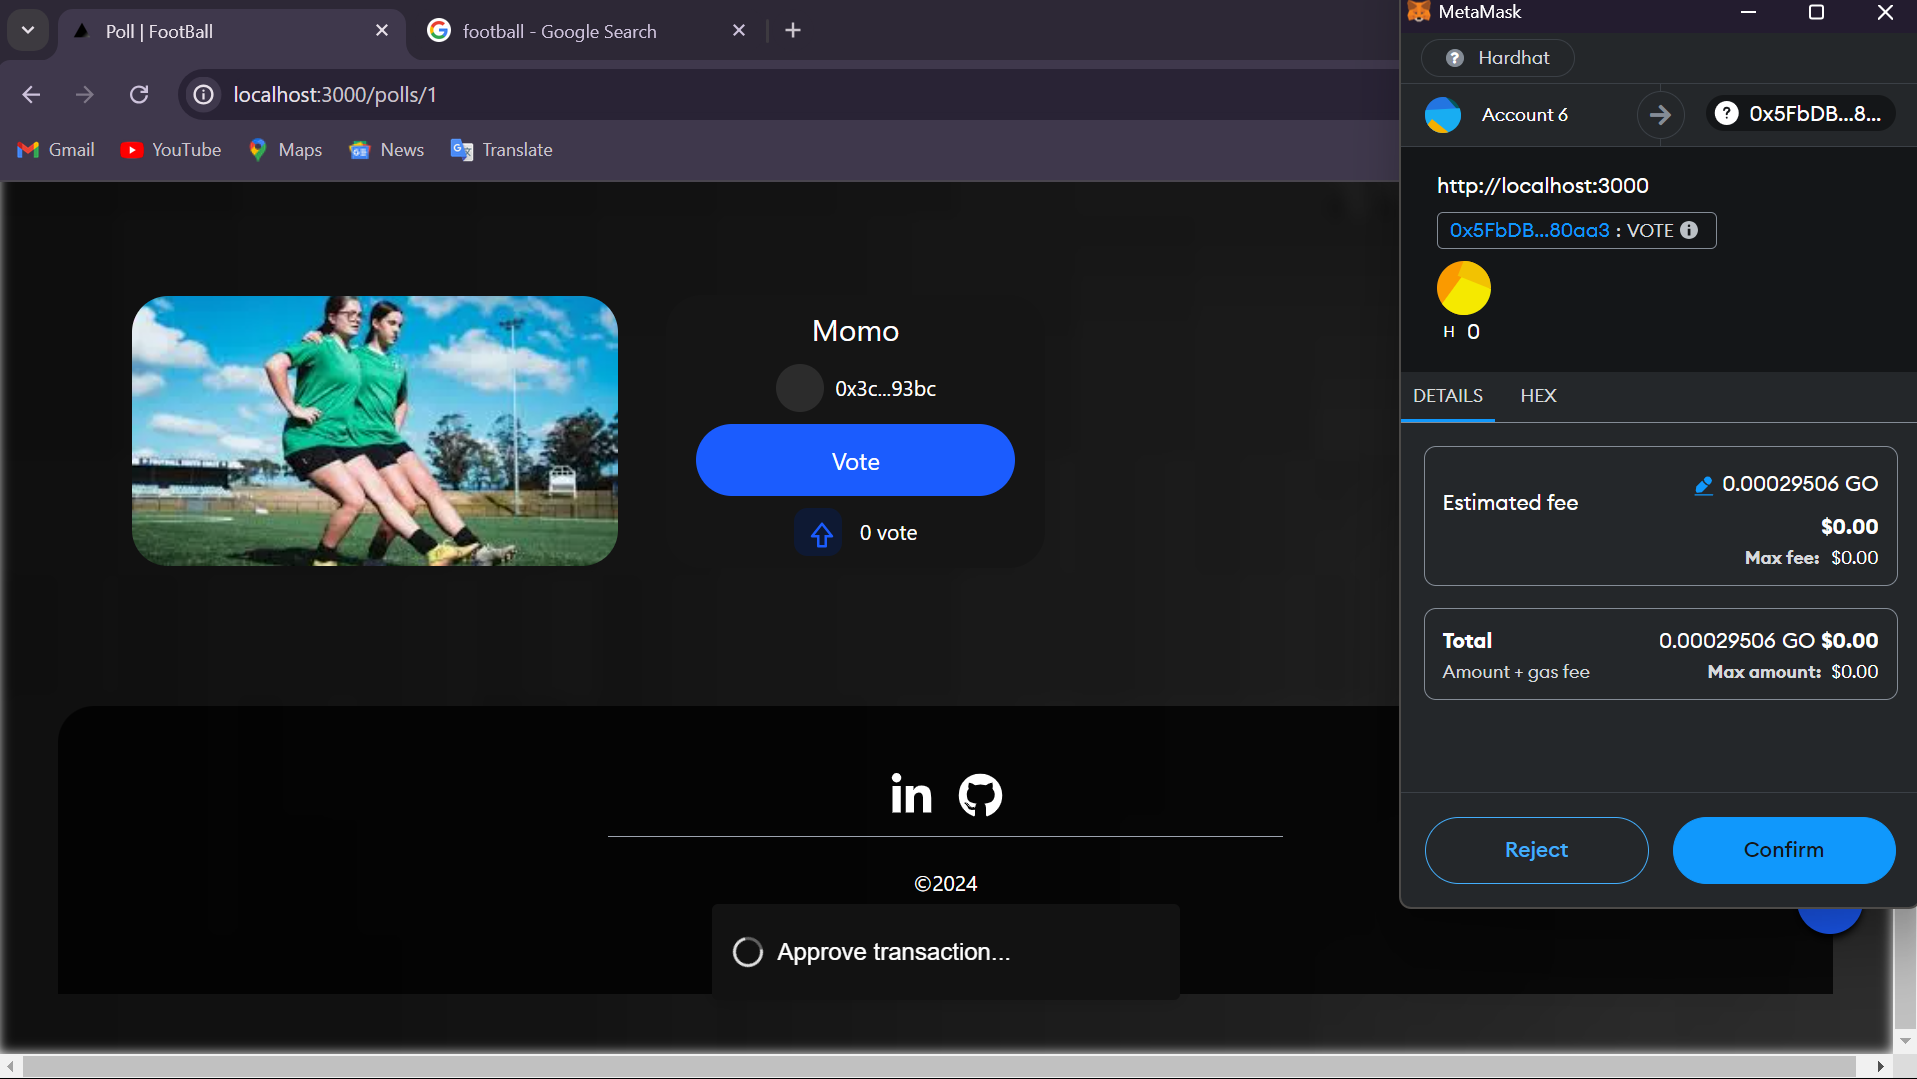 Poll | FootBall
football - Google Search
localhost:3000/polls/1
Gmail
YouTube
Maps
News
Translate
Momo
0x3c...93bc
Vote
0 vote
©2024
Approve transaction...
MetaMask
Hardhat
Account 6
0x5FbDB...8...
http://localhost:3000
0x5FbDB...80aa3 : VOTE
H 0
DETAILS
HEX
Estimated fee
0.00029506 GO
$0.00
Max fee: $0.00
Total
0.00029506 GO $0.00
Amount + gas fee
Max amount: $0.00
Reject
Confirm